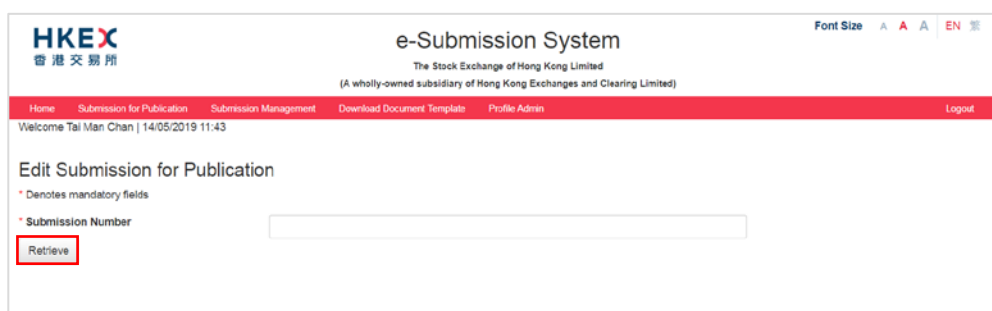 HKEX
香港交易所
e-Submission System
The Stock Exchange of Hong Kong Limited
(A wholly-owned subsidiary of Hong Kong Exchanges and Clearing Limited)
Font Size A A A EN 繁
Home Submission for Publication Submission Management Download Document Template Profile Admin Logout
Welcome Tai Man Chan | 14/05/2019 11:43
Edit Submission for Publication
* Denotes mandatory fields
* Submission Number
Retrieve